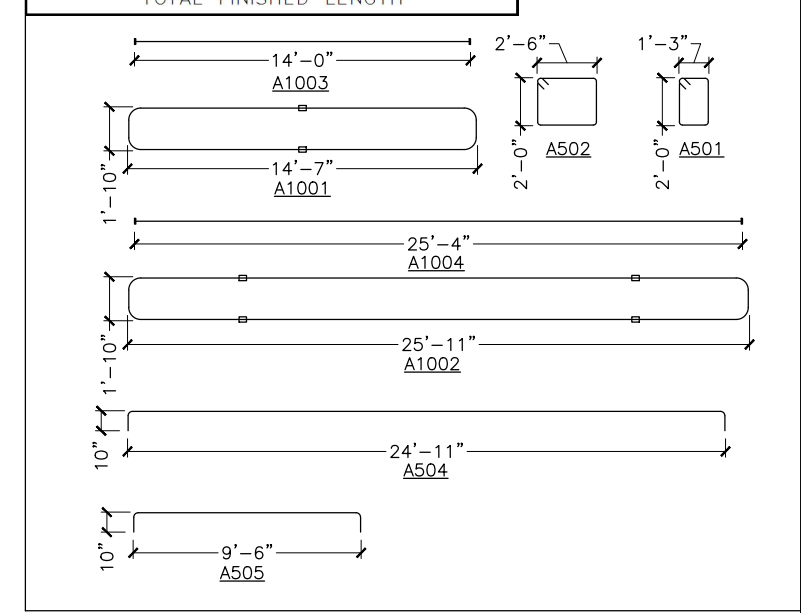 TOTAL FINISHED LENGTH
14'-0"
A1003
2'-6"
1'-3"
2'-0"
A502
2'-0"
A501
1'-10"
14'-7"
A1001
25'-4"
A1004
1'-10"
25'-11"
A1002
10"
24'-11"
A504
10"
9'-6"
A505